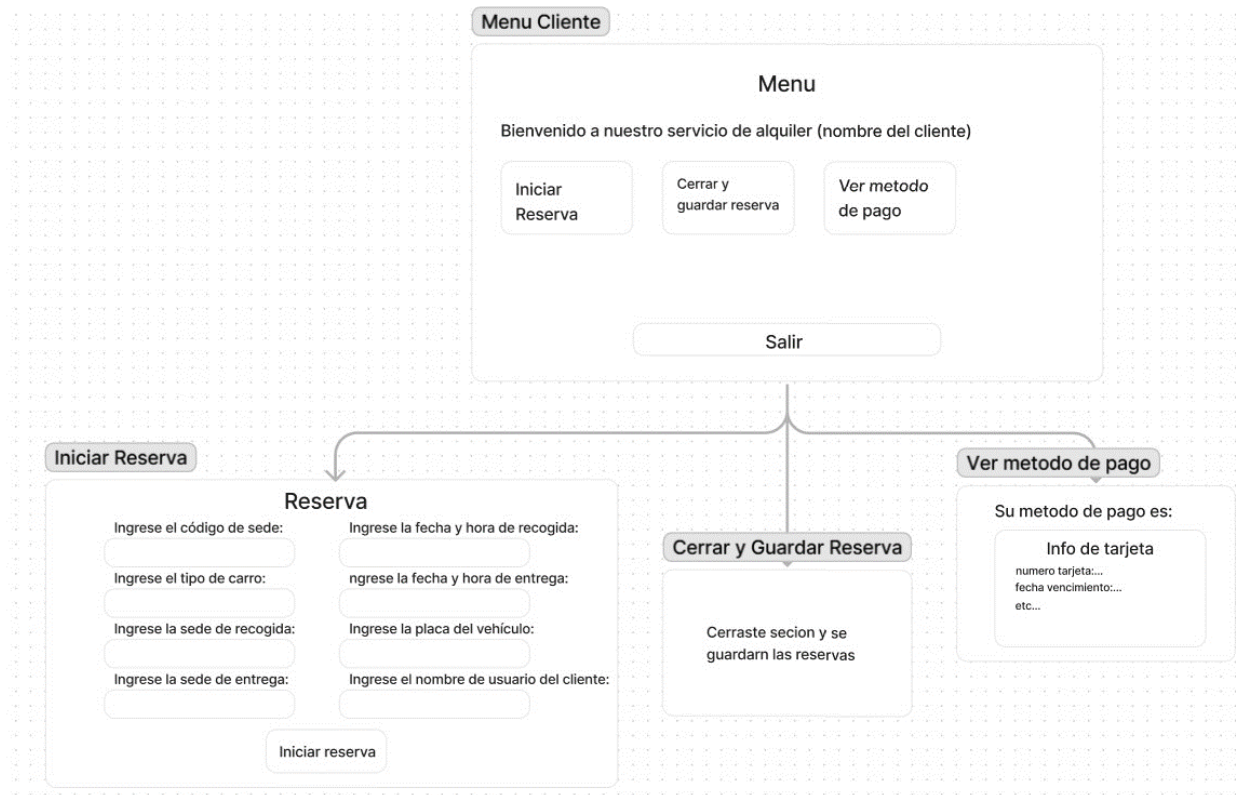 Menu Cliente
Menu
Bienvenido a nuestro servicio de alquiler (nombre del cliente)
Iniciar
Reserva
Cerrar y
guardar reserva
Ver metodo
de pago
Salir
Iniciar Reserva
Reserva
Ingrese el código de sede:
Ingrese la fecha y hora de recogida:
Ingrese el tipo de carro:
ngrese la fecha y hora de entrega:
Ingrese la sede de recogida:
Ingrese la placa del vehículo:
Ingrese la sede de entrega:
Ingrese el nombre de usuario del cliente:
Iniciar reserva
Cerrar y Guardar Reserva
Cerraste secion y se
guardarn las reservas
Ver metodo de pago
Su metodo de pago es:
Info de tarjeta
numero tarjeta:...
fecha vencimiento:...
etc...